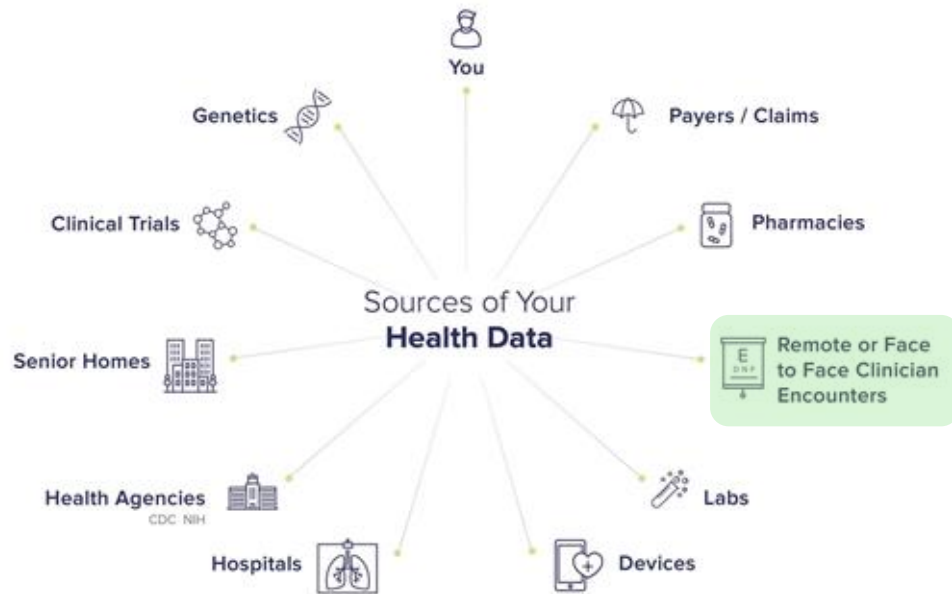 You
Genetics
Payers / Claims
Clinical Trials
Pharmacies
Sources of Your
Health Data
Senior Homes
E
D N P
Remote or Face
to Face Clinician
Encounters
Health Agencies
CDC NIH
Labs
Hospitals
Devices